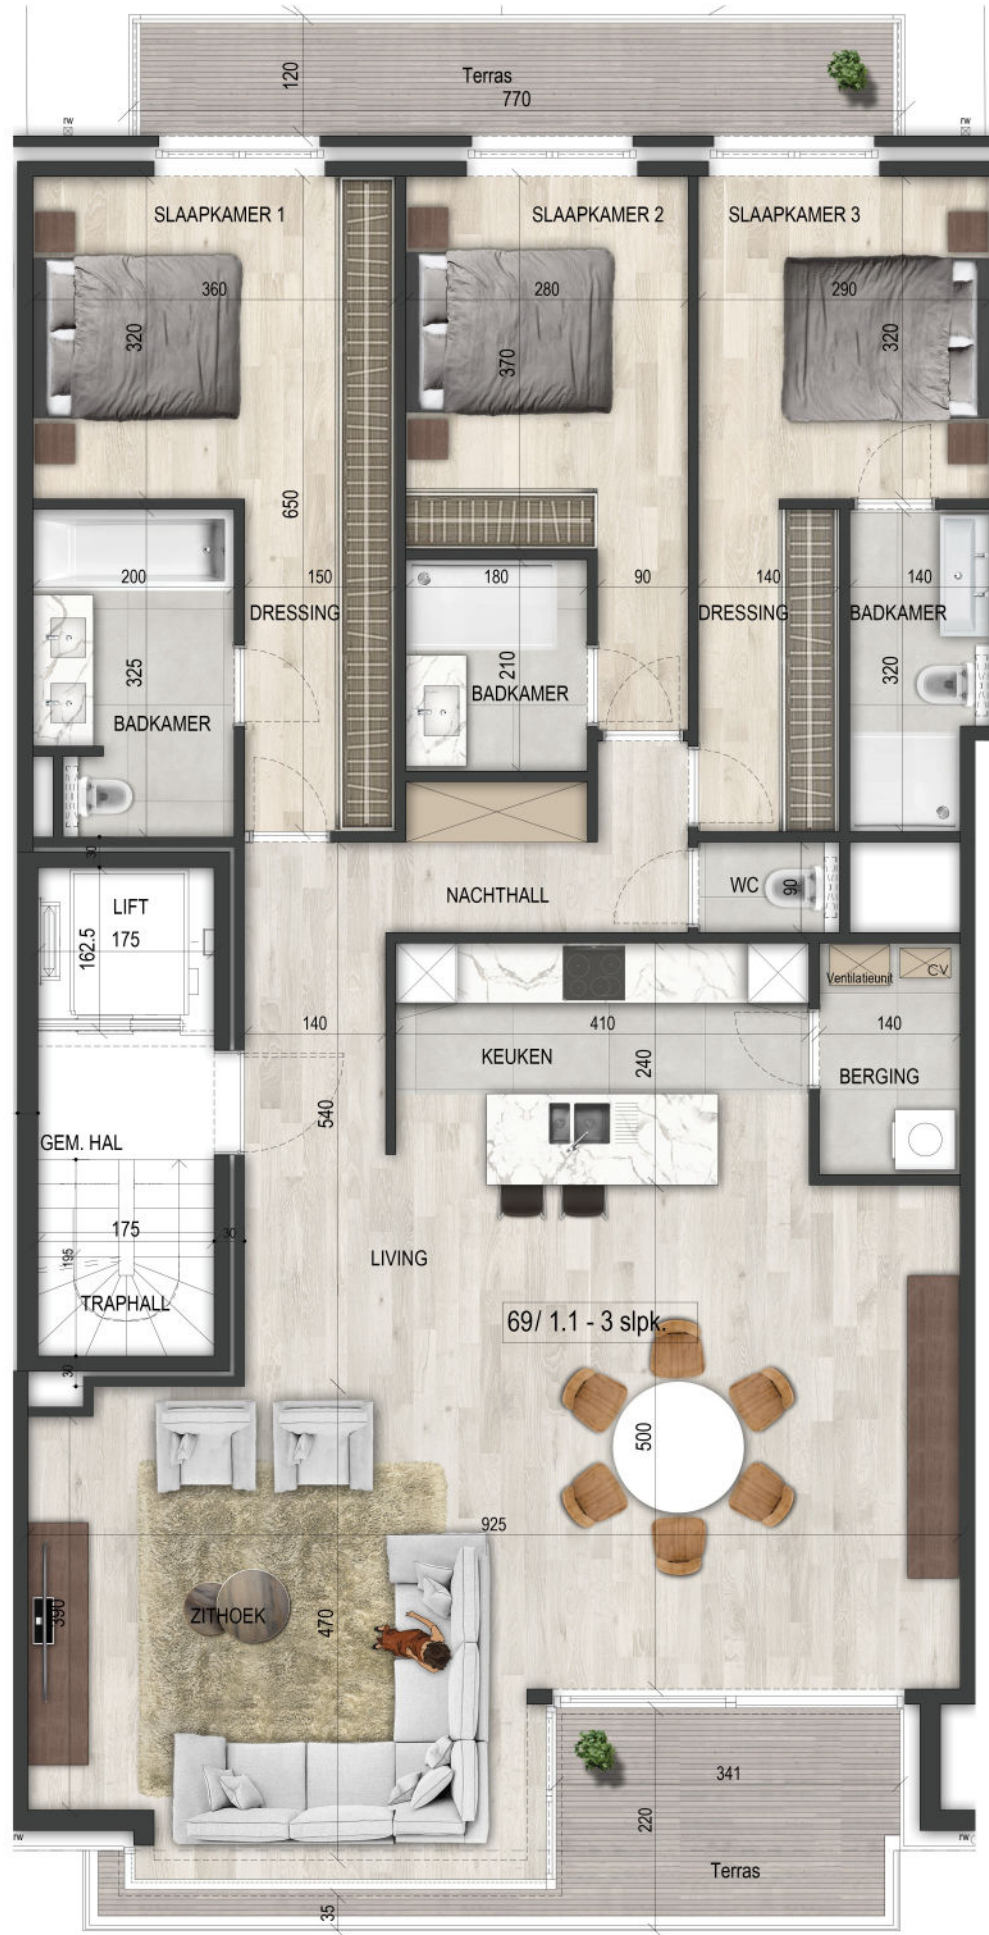 120
Terras
770
rw
rw
SLAAPKAMER 1
SLAAPKAMER 2
SLAAPKAMER 3
360
280
290
320
370
320
650
200
150
180
90
140
140
DRESSING
DRESSING
BADKAMER
325
210
320
BADKAMER
BADKAMER
30
LIFT
175
162.5
NACHTHALL
WC
90
Ventilatieunit
CV
140
410
140
KEUKEN
240
BERGING
540
GEM. HAL
175
30
195
LIVING
TRAPHALL
69/ 1.1 - 3 slpk.
30
500
925
390
ZITHOEK
470
341
220
rw
rw
Terras
35